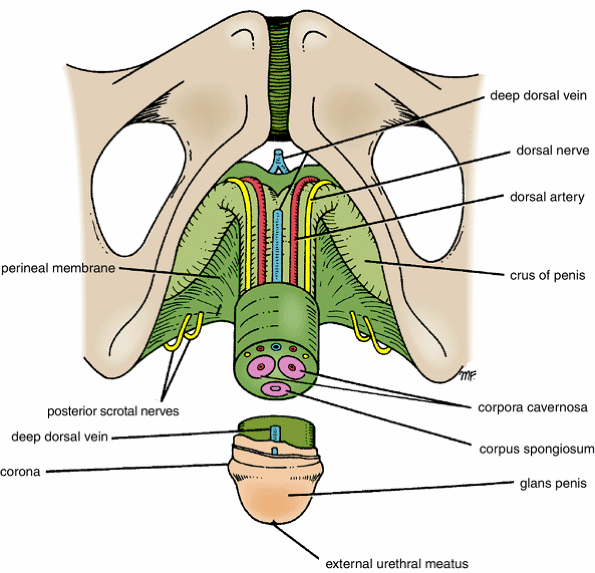 deep dorsal vein
dorsal nerve
dorsal artery
perineal membrane
crus of penis
MF
posterior scrotal nerves
corpora cavernosa
deep dorsal vein
corpus spongiosum
corona
glans penis
external urethral meatus